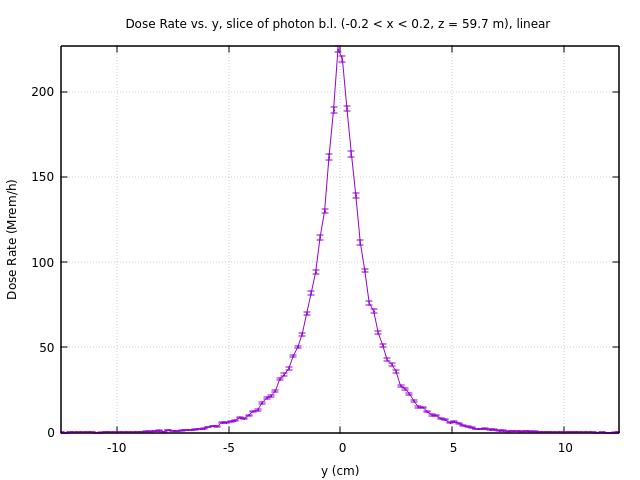 Dose Rate vs. y, slice of photon b.l. (-0.2 < x < 0.2, z = 59.7 m), linear
Dose Rate (Mrem/h)
200
150
100
50
0
-10 -5 0 5 10
y (cm)